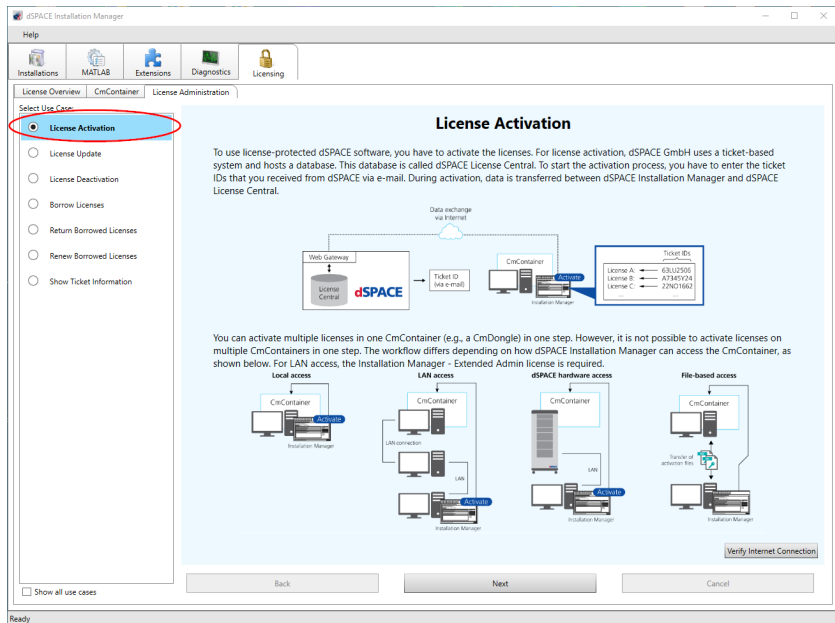 dSPACE Installation Manager
Help
Installations MATLAB Extensions Diagnostics Licensing
License Overview CmContainer License Administration
Select Use Case:
License Activation
License Update
License Deactivation
Borrow Licenses
Return Borrowed Licenses
Renew Borrowed Licenses
Show Ticket Information
Show all use cases
License Activation
To use license-protected dSPACE software, you have to activate the licenses. For license activation, dSPACE GmbH uses a ticket-based
system and hosts a database. This database is called dSPACE License Central. To start the activation process, you have to enter the ticket
IDs that you received from dSPACE via e-mail. During activation, data is transferred between dSPACE Installation Manager and dSPACE
License Central.
Data exchange
via Internet
Web Gateway
License
Central
dSPACE
Ticket ID
(via e-mail)
CmContainer
Activate
Installation Manager
Ticket IDs
License A: 63LU2506
License B: A7345Y24
License C: 22NO1662
... ...
You can activate multiple licenses in one CmContainer (e.g., a CmDongle) in one step. However, it is not possible to activate licenses on
multiple CmContainers in one step. The workflow differs depending on how dSPACE Installation Manager can access the CmContainer, as
shown below. For LAN access, the Installation Manager - Extended Admin license is required.
Local access
CmContainer
Activate
Installation Manager
LAN access
CmContainer
LAN connection
LAN
Activate
Installation Manager
dSPACE hardware access
CmContainer
LAN
Activate
Installation Manager
File-based access
CmContainer
Transfer of
activation files
Installation Manager
Verify Internet Connection
Back Next Cancel
Ready